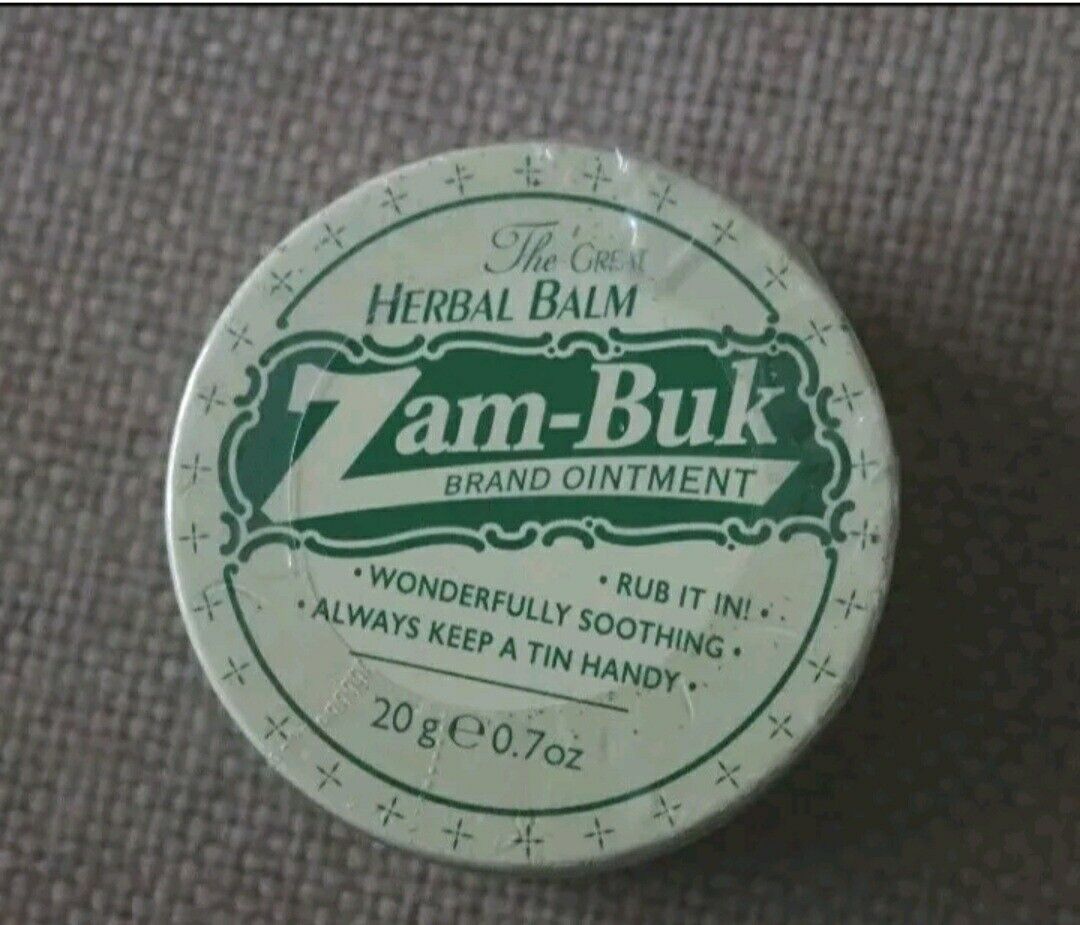 The GREAT
HERBAL BALM
Zam-Buk
BRAND OINTMENT
• RUB IT IN! •
• WONDERFULLY SOOTHING •
• ALWAYS KEEP A TIN HANDY •
20 g ℮ 0.7oz